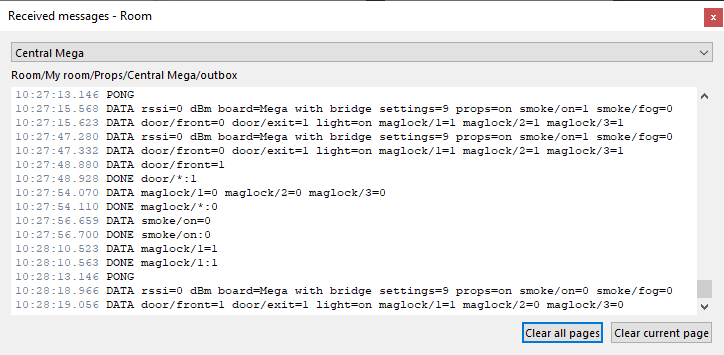 Received messages - Room
x
Central Mega
Room/My room/Props/Central Mega/outbox
10:27:13.146 PONG
10:27:15.568 DATA rssi=0 dBm board=Mega with bridge settings=9 props=on smoke/on=1 smoke/fog=0
10:27:15.623 DATA door/front=0 door/exit=1 light=on maglock/1=1 maglock/2=1 maglock/3=1
10:27:47.280 DATA rssi=0 dBm board=Mega with bridge settings=9 props=on smoke/on=1 smoke/fog=0
10:27:47.332 DATA door/front=0 door/exit=1 light=on maglock/1=1 maglock/2=1 maglock/3=1
10:27:48.880 DATA door/front=1
10:27:48.928 DONE door/*:1
10:27:54.070 DATA maglock/1=0 maglock/2=0 maglock/3=0
10:27:54.110 DONE maglock/*:0
10:27:56.659 DATA smoke/on=0
10:27:56.700 DONE smoke/on:0
10:28:10.523 DATA maglock/1=1
10:28:10.563 DONE maglock/1:1
10:28:13.146 PONG
10:28:18.966 DATA rssi=0 dBm board=Mega with bridge settings=9 props=on smoke/on=0 smoke/fog=0
10:28:19.056 DATA door/front=1 door/exit=1 light=on maglock/1=1 maglock/2=0 maglock/3=0
Clear all pages
Clear current page